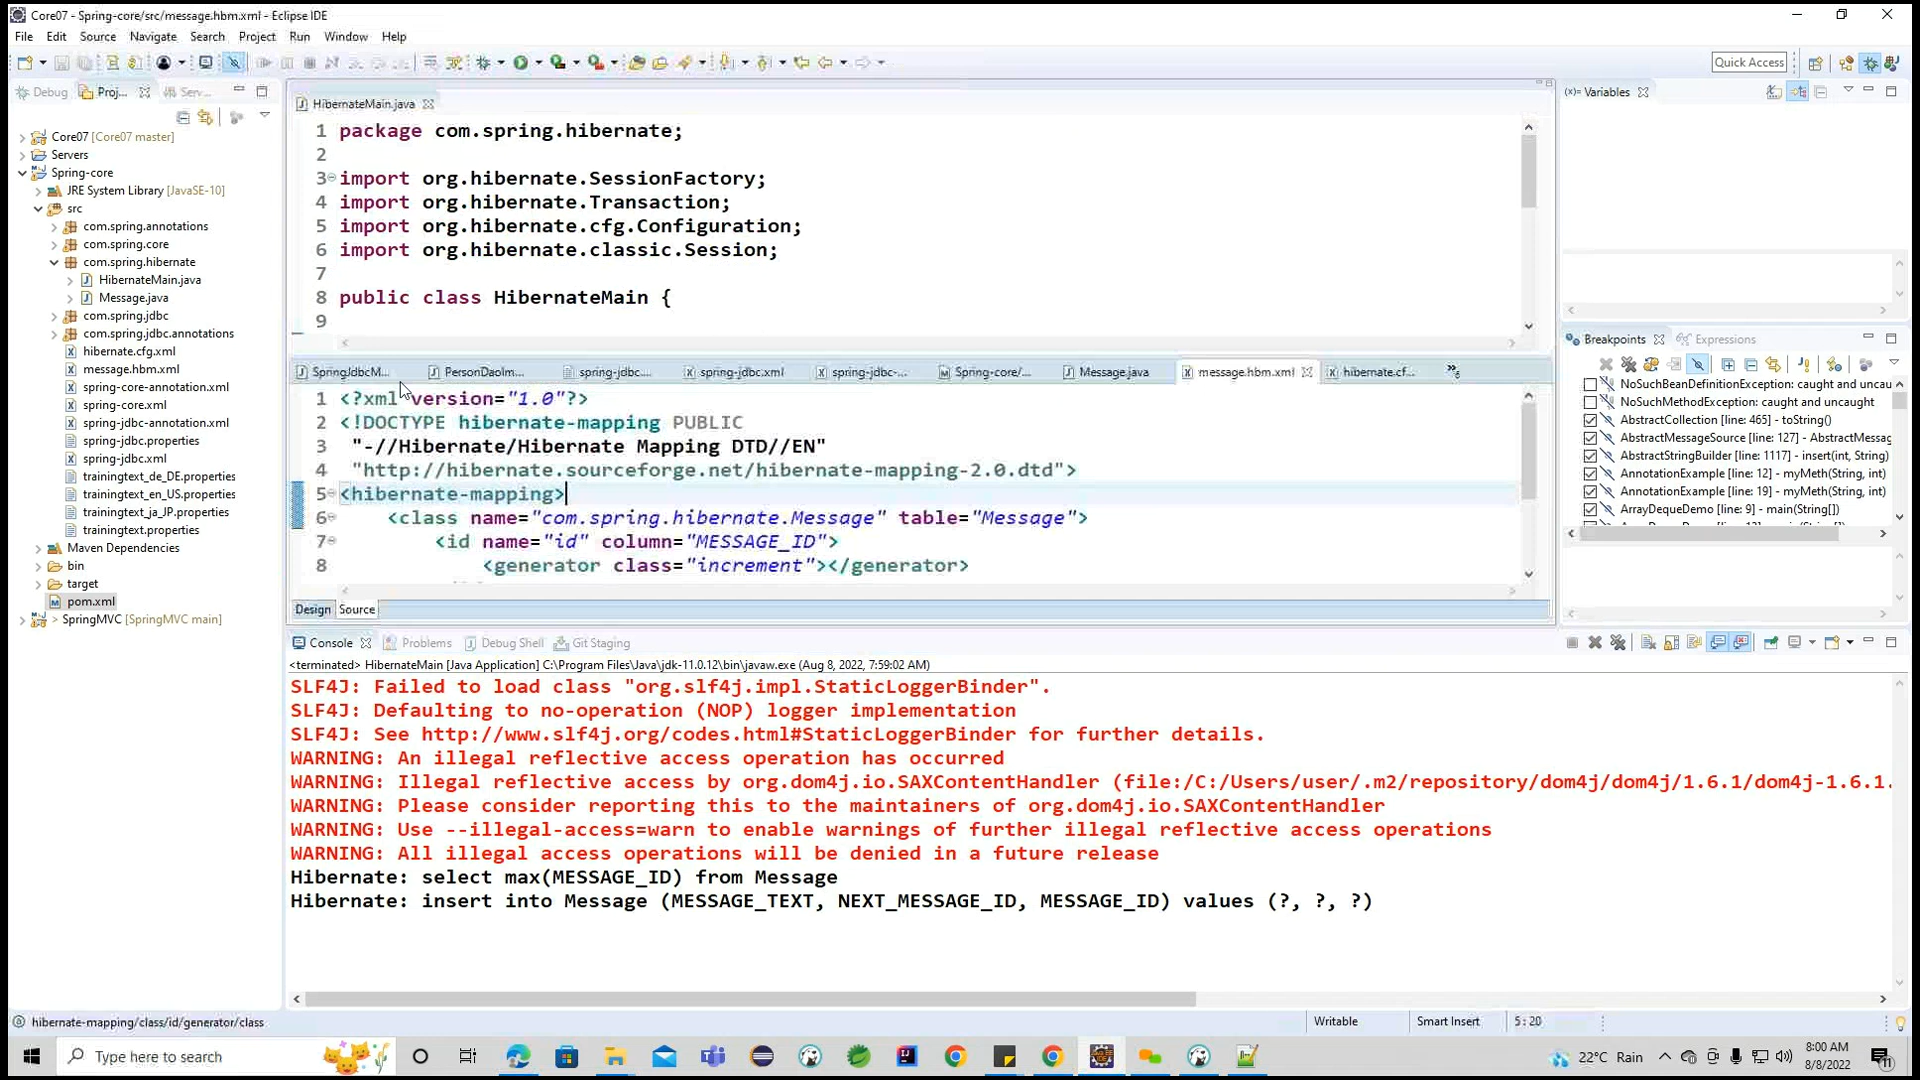 Core07 - Spring-core/src/message.hbm.xml - Eclipse IDE
File Edit Source Navigate Search Project Run Window Help
Quick Access
Debug Proj... Serv...
Core07 [Core07 master]
Servers
Spring-core
JRE System Library [JavaSE-10]
src
com.spring.annotations
com.spring.core
com.spring.hibernate
HibernateMain.java
Message.java
com.spring.jdbc
com.spring.jdbc.annotations
hibernate.cfg.xml
message.hbm.xml
spring-core-annotation.xml
spring-core.xml
spring-jdbc-annotation.xml
spring-jdbc.properties
spring-jdbc.xml
trainingtext_de_DE.properties
trainingtext_en_US.properties
trainingtext_ja_JP.properties
trainingtext.properties
Maven Dependencies
bin
target
pom.xml
> SpringMVC [SpringMVC main]
HibernateMain.java
1 package com.spring.hibernate;
2
3 import org.hibernate.SessionFactory;
4 import org.hibernate.Transaction;
5 import org.hibernate.cfg.Configuration;
6 import org.hibernate.classic.Session;
7
8 public class HibernateMain {
9
SpringJdbcM... PersonDaoIm... spring-jdbc.... spring-jdbc.xml spring-jdbc-... Spring-core/... Message.java message.hbm.xml hibernate.cf... »5
1 <?xml version="1.0"?>
2 <!DOCTYPE hibernate-mapping PUBLIC
3 "-//Hibernate/Hibernate Mapping DTD//EN"
4 "http://hibernate.sourceforge.net/hibernate-mapping-2.0.dtd">
5 <hibernate-mapping>
6 <class name="com.spring.hibernate.Message" table="Message">
7 <id name="id" column="MESSAGE_ID">
8 <generator class="increment"></generator>
Design Source
(x)= Variables
Breakpoints Expressions
NoSuchBeanDefinitionException: caught and uncau
NoSuchMethodException: caught and uncaught
AbstractCollection [line: 465] - toString()
AbstractMessageSource [line: 127] - AbstractMessag
AbstractStringBuilder [line: 1117] - insert(int, String)
AnnotationExample [line: 12] - myMeth(String, int)
AnnotationExample [line: 19] - myMeth(String, int)
ArrayDequeDemo [line: 9] - main(String[])
Console Problems Debug Shell Git Staging
<terminated> HibernateMain [Java Application] C:\Program Files\Java\jdk-11.0.12\bin\javaw.exe (Aug 8, 2022, 7:59:02 AM)
SLF4J: Failed to load class "org.slf4j.impl.StaticLoggerBinder".
SLF4J: Defaulting to no-operation (NOP) logger implementation
SLF4J: See http://www.slf4j.org/codes.html#StaticLoggerBinder for further details.
WARNING: An illegal reflective access operation has occurred
WARNING: Illegal reflective access by org.dom4j.io.SAXContentHandler (file:/C:/Users/user/.m2/repository/dom4j/dom4j/1.6.1/dom4j-1.6.1.
WARNING: Please consider reporting this to the maintainers of org.dom4j.io.SAXContentHandler
WARNING: Use --illegal-access=warn to enable warnings of further illegal reflective access operations
WARNING: All illegal access operations will be denied in a future release
Hibernate: select max(MESSAGE_ID) from Message
Hibernate: insert into Message (MESSAGE_TEXT, NEXT_MESSAGE_ID, MESSAGE_ID) values (?, ?, ?)
hibernate-mapping/class/id/generator/class Writable Smart Insert 5 : 20
Type here to search
22°C Rain
8:00 AM
8/8/2022
11